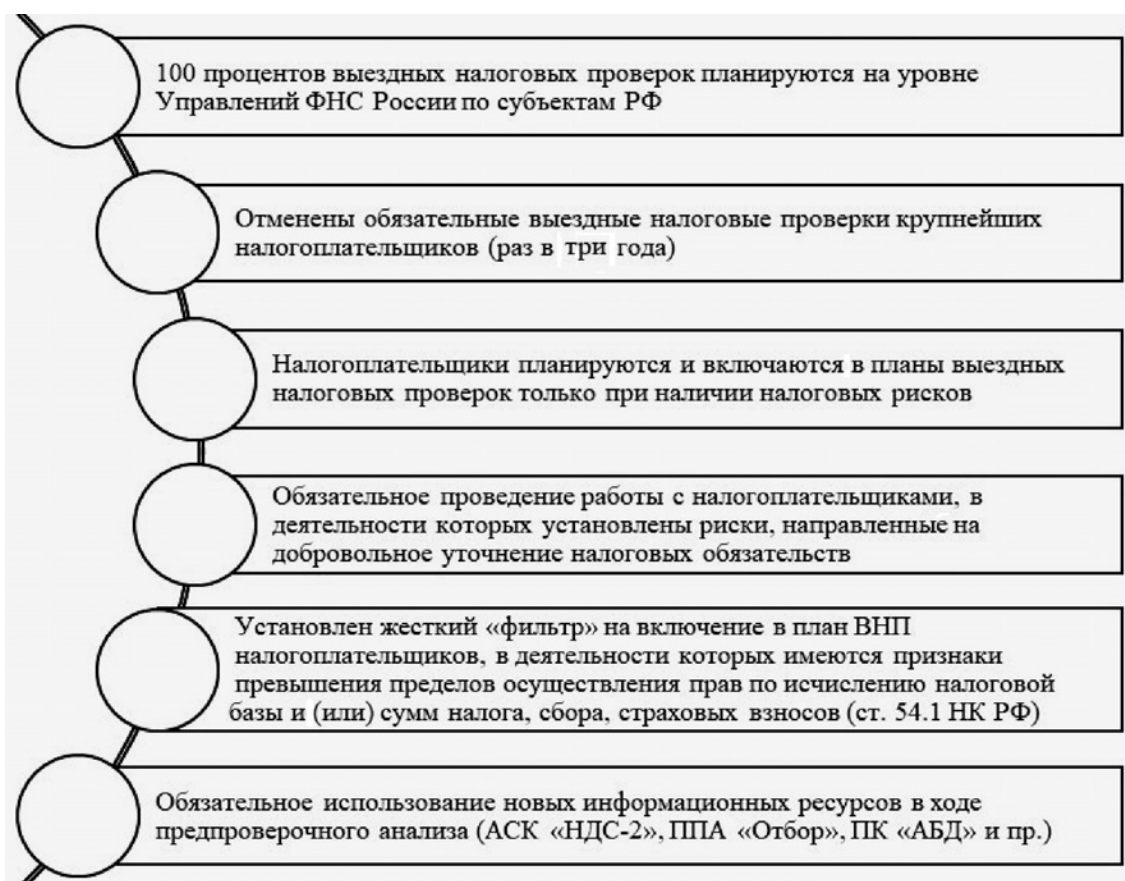 100 процентов выездных налоговых проверок планируются на уровне
Управлений ФНС России по субъектам РФ
Отменены обязательные выездные налоговые проверки крупнейших
налогоплательщиков (раз в три года)
Налогоплательщики планируются и включаются в планы выездных
налоговых проверок только при наличии налоговых рисков
Обязательное проведение работы с налогоплательщиками, в
деятельности которых установлены риски, направленные на
добровольное уточнение налоговых обязательств
Установлен жесткий «фильтр» на включение в план ВНП
налогоплательщиков, в деятельности которых имеются признаки
превышения пределов осуществления прав по исчислению налоговой
базы и (или) сумм налога, сбора, страховых взносов (ст. 54.1 НК РФ)
Обязательное использование новых информационных ресурсов в ходе
предпроверочного анализа (АСК «НДС-2», ППА «Отбор», ПК «АБД» и пр.)